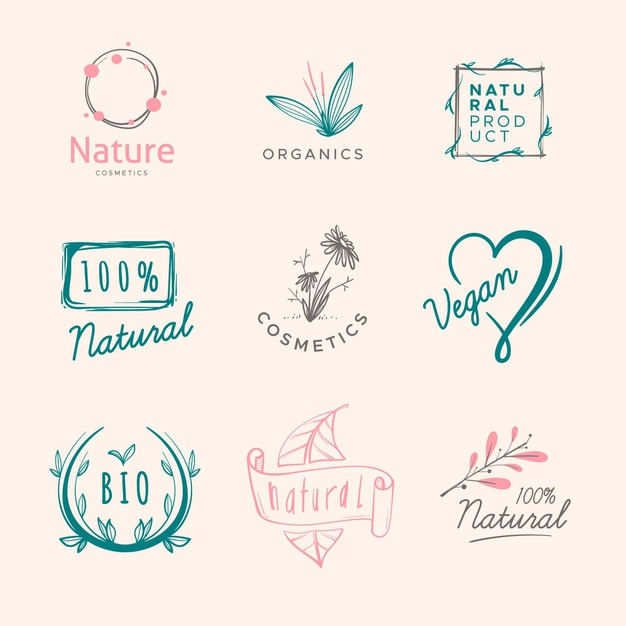 Nature
COSMETICS
ORGANICS
NATU
RAL
PROD
UCT
100%
Natural
COSMETICS
Vegan
BIO
natural
100%
Natural